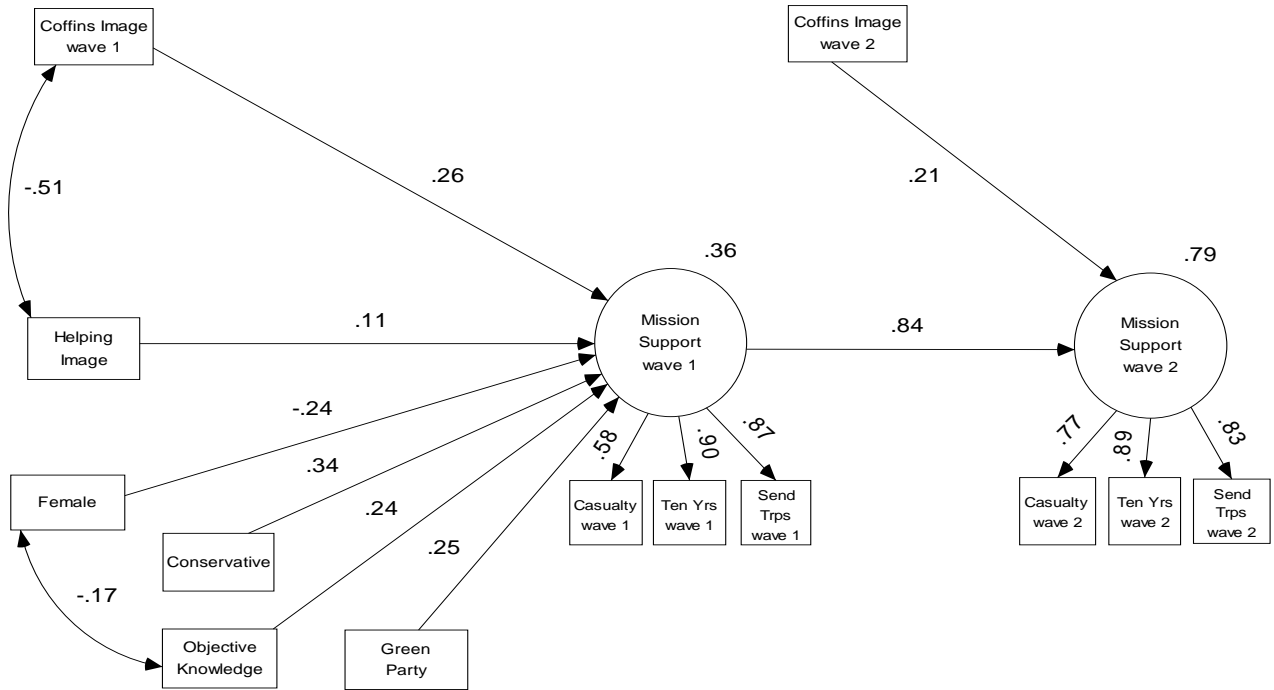 Coffins Image
wave 1
Coffins Image
wave 2
.26
.21
-.51
.36
.79
Helping
Image
.11
Mission
Support
wave 1
.84
Mission
Support
wave 2
-.24
.34
.24
.25
.58
.90
.87
.77
.89
.83
Female
Conservative
Casualty
wave 1
Ten Yrs
wave 1
Send
Trps
wave 1
Casualty
wave 2
Ten Yrs
wave 2
Send
Trps
wave 2
-.17
Objective
Knowledge
Green
Party